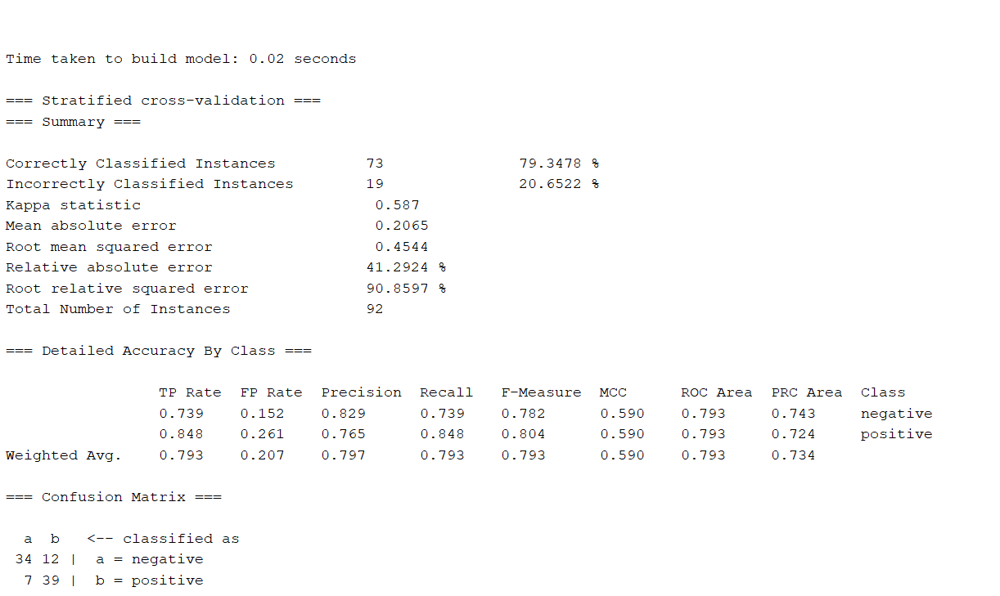 Time taken to build model: 0.02 seconds
=== Stratified cross-validation ===
=== Summary ===
Correctly Classified Instances          73               79.3478 %
Incorrectly Classified Instances        19               20.6522 %
Kappa statistic                          0.587
Mean absolute error                      0.2065
Root mean squared error                  0.4544
Relative absolute error                 41.2924 %
Root relative squared error             90.8597 %
Total Number of Instances               92
=== Detailed Accuracy By Class ===
                 TP Rate  FP Rate  Precision  Recall   F-Measure  MCC      ROC Area  PRC Area  Class
                 0.739    0.152    0.829      0.739    0.782      0.590    0.793     0.743     negative
                 0.848    0.261    0.765      0.848    0.804      0.590    0.793     0.724     positive
Weighted Avg.    0.793    0.207    0.797      0.793    0.793      0.590    0.793     0.734
=== Confusion Matrix ===
  a  b   <-- classified as
 34 12 |  a = negative
  7 39 |  b = positive